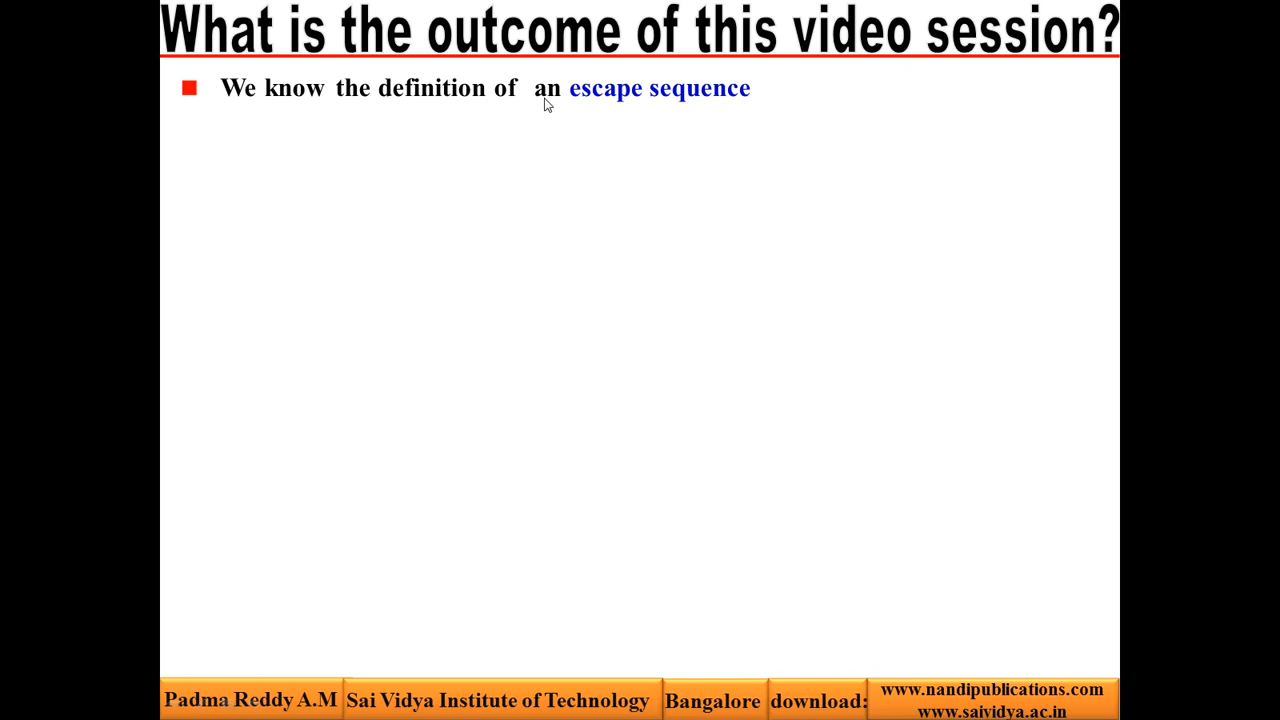 What is the outcome of this video session?
We know the definition of an escape sequence
Padma Reddy A.M Sai Vidya Institute of Technology Bangalore download: www.nandipublications.com
www.saividya.ac.in